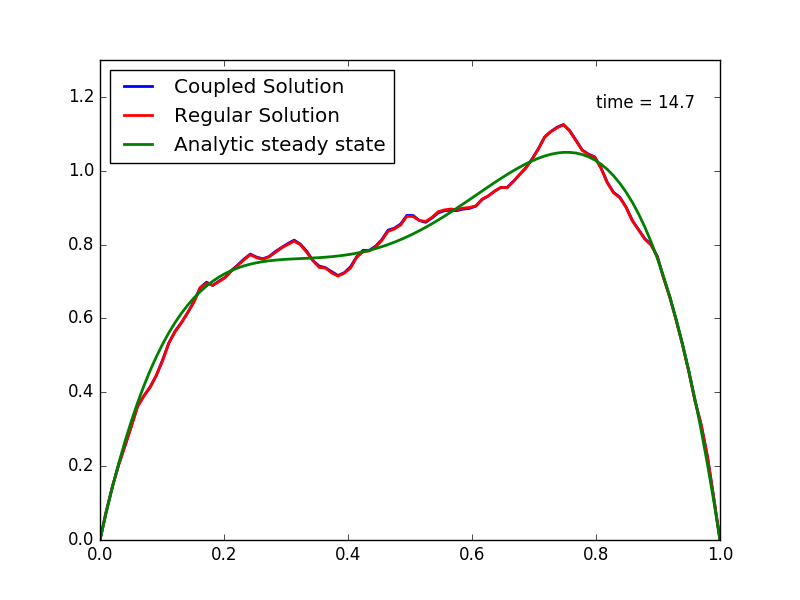 Coupled Solution
Regular Solution
Analytic steady state
time = 14.7
1.2
1.0
0.8
0.6
0.4
0.2
0.0
0.0 0.2 0.4 0.6 0.8 1.0